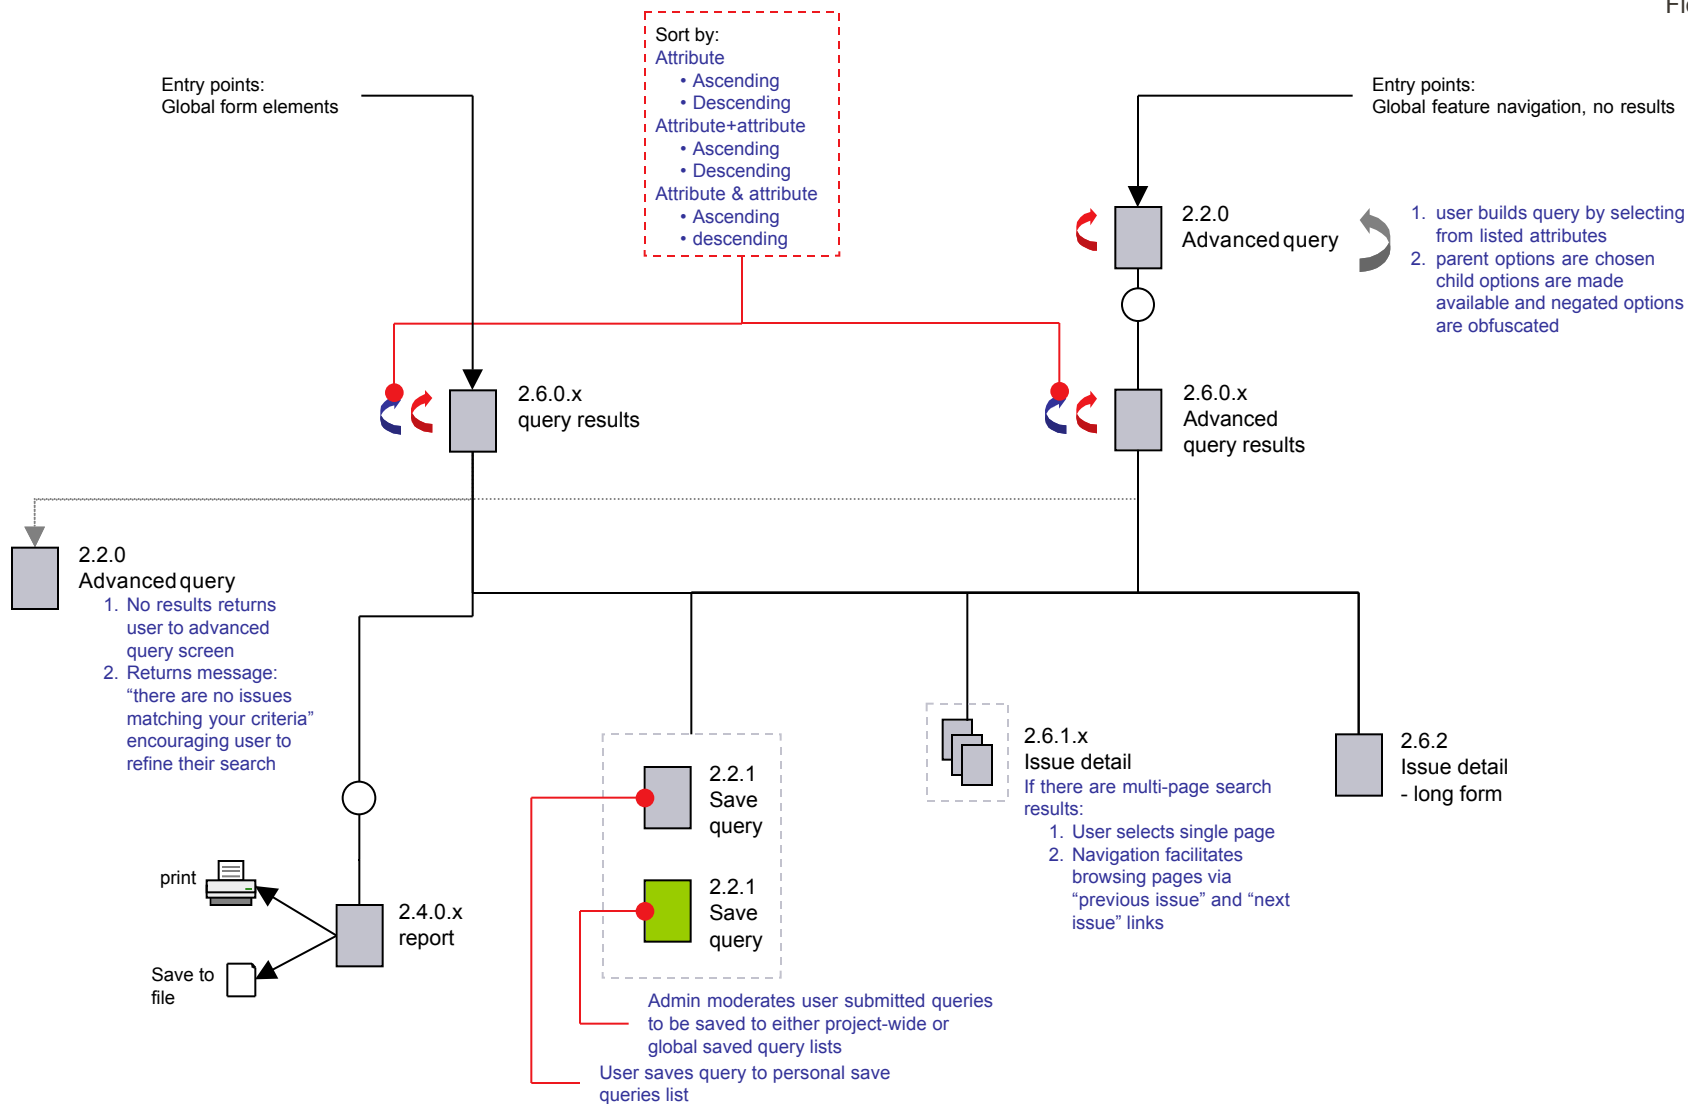 Flo
Sort by:
Attribute
• Ascending
• Descending
Attribute+attribute
• Ascending
• Descending
Attribute & attribute
• Ascending
• descending
Entry points:
Global form elements
Entry points:
Global feature navigation, no results
2.2.0
Advanced query
1. user builds query by selecting
from listed attributes
2. parent options are chosen
child options are made
available and negated options
are obfuscated
2.6.0.x
query results
2.6.0.x
Advanced
query results
2.2.0
Advanced query
1. No results returns
user to advanced
query screen
2. Returns message:
“there are no issues
matching your criteria”
encouraging user to
refine their search
2.2.1
Save
query
2.2.1
Save
query
2.6.1.x
Issue detail
If there are multi-page search
results:
1. User selects single page
2. Navigation facilitates
browsing pages via
“previous issue” and “next
issue” links
2.6.2
Issue detail
- long form
print
Save to
file
2.4.0.x
report
Admin moderates user submitted queries
to be saved to either project-wide or
global saved query lists
User saves query to personal save
queries list